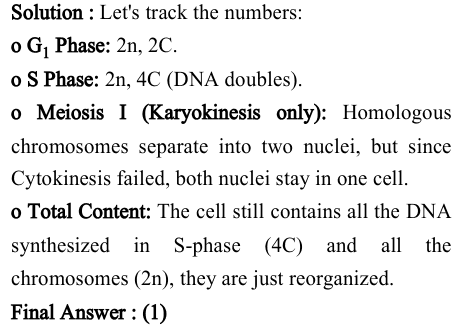 Solution : Let's track the numbers:
o G₁ Phase: 2n, 2C.
o S Phase: 2n, 4C (DNA doubles).
o Meiosis I (Karyokinesis only): Homologous
chromosomes separate into two nuclei, but since
Cytokinesis failed, both nuclei stay in one cell.
o Total Content: The cell still contains all the DNA
synthesized in S-phase (4C) and all the
chromosomes (2n), they are just reorganized.
Final Answer : (1)